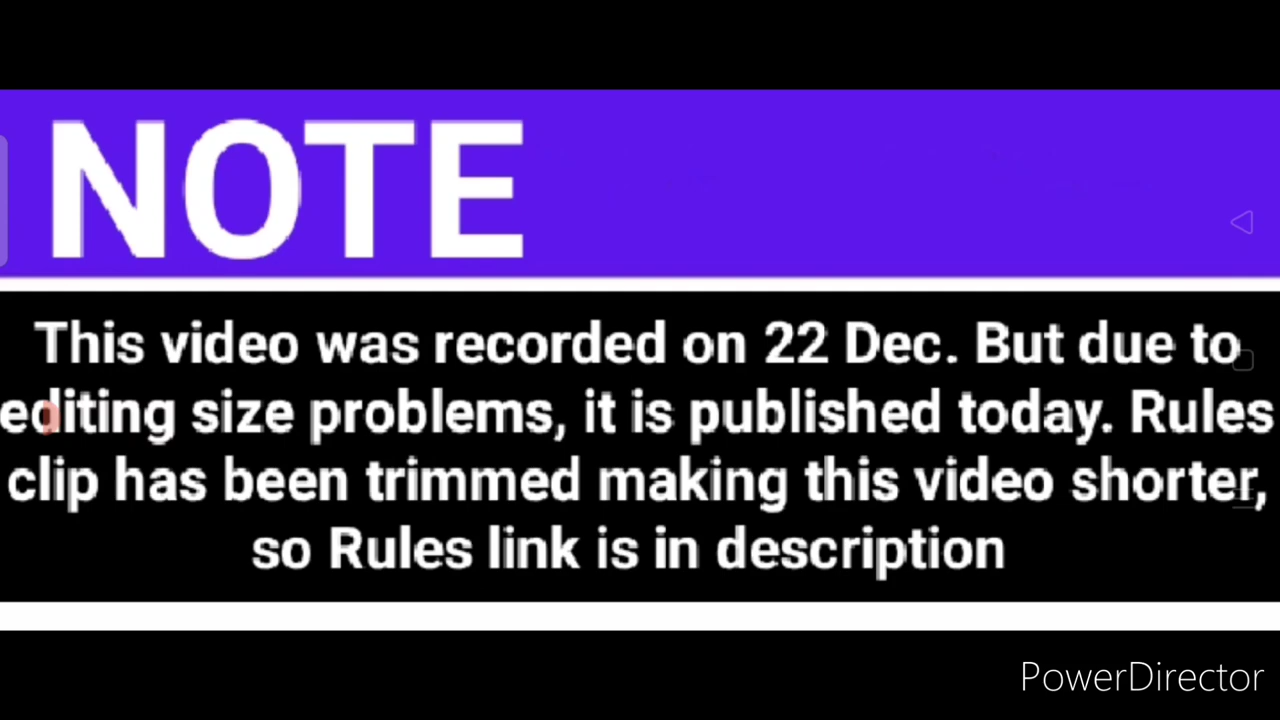 NOTE
This video was recorded on 22 Dec. But due to
editing size problems, it is published today. Rules
clip has been trimmed making this video shorter,
so Rules link is in description
PowerDirector